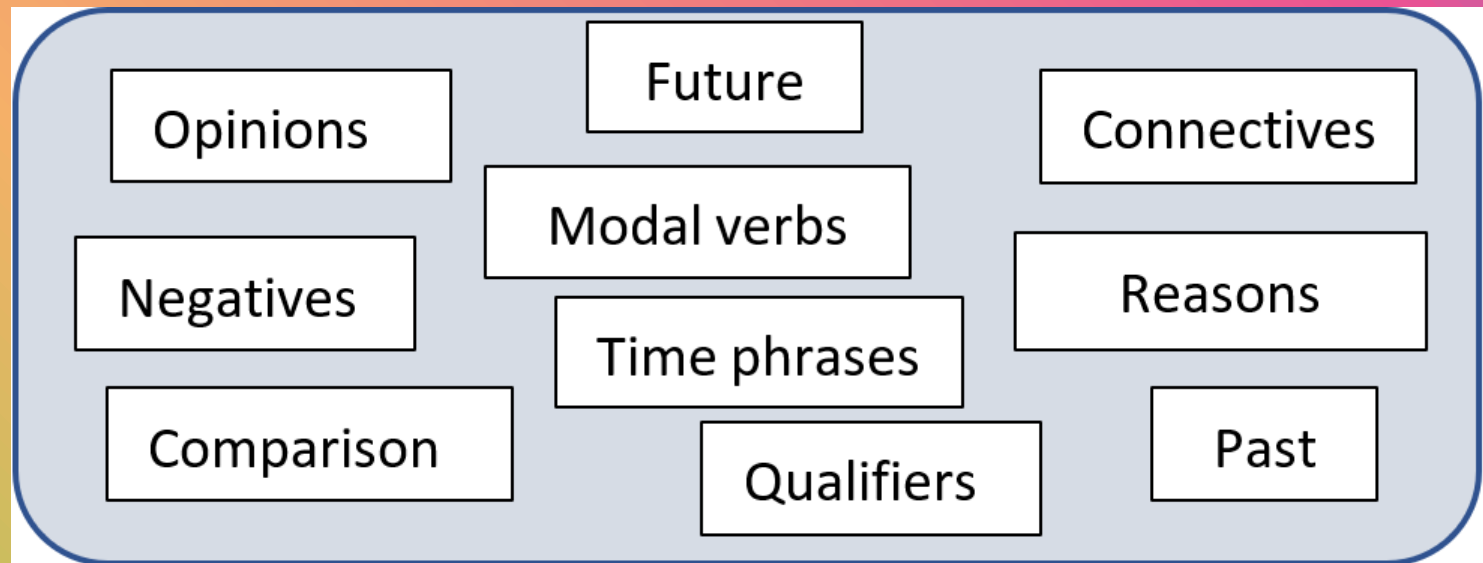 Future
Opinions
Connectives
Modal verbs
Negatives
Reasons
Time phrases
Comparison
Qualifiers
Past